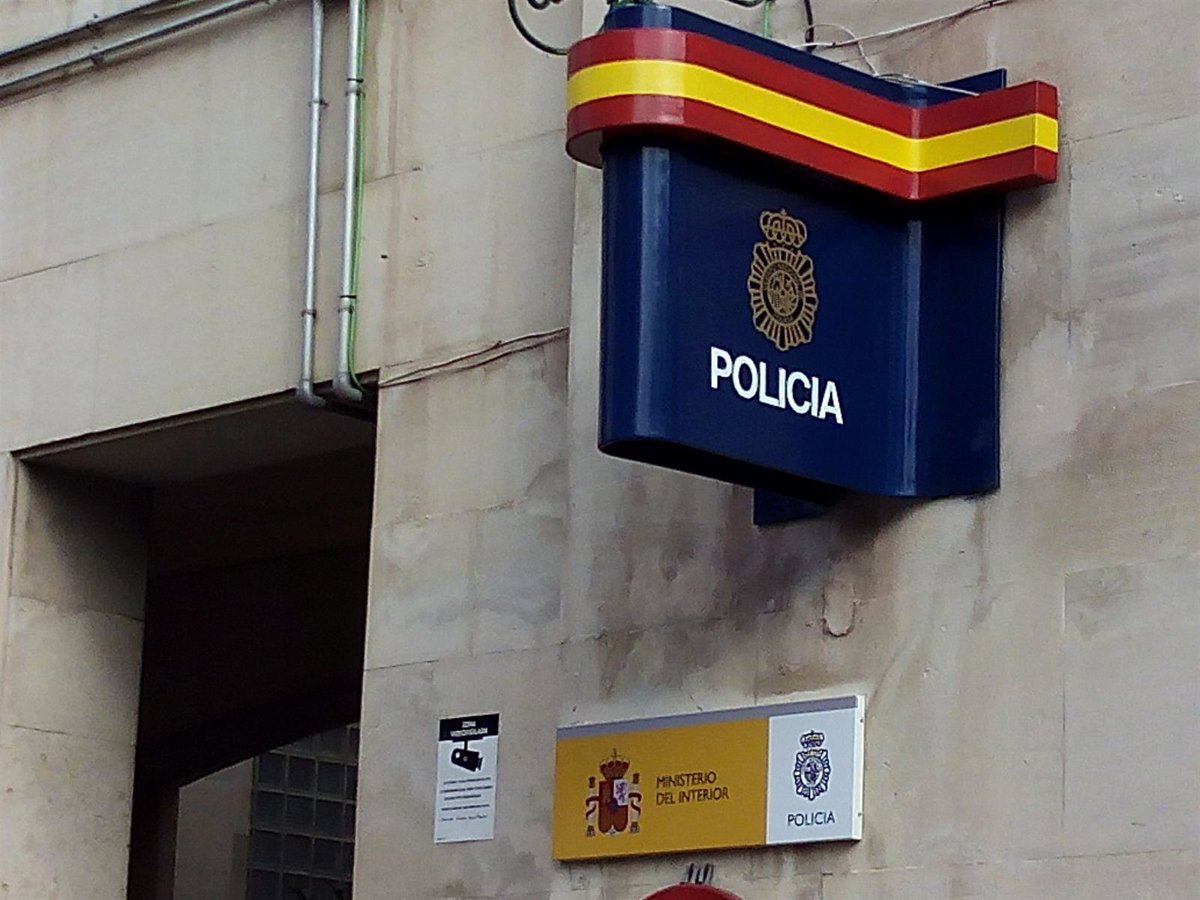 POLICIA
ZONA
VIDEOVIGILADA
MINISTERIO
DEL INTERIOR
POLICIA